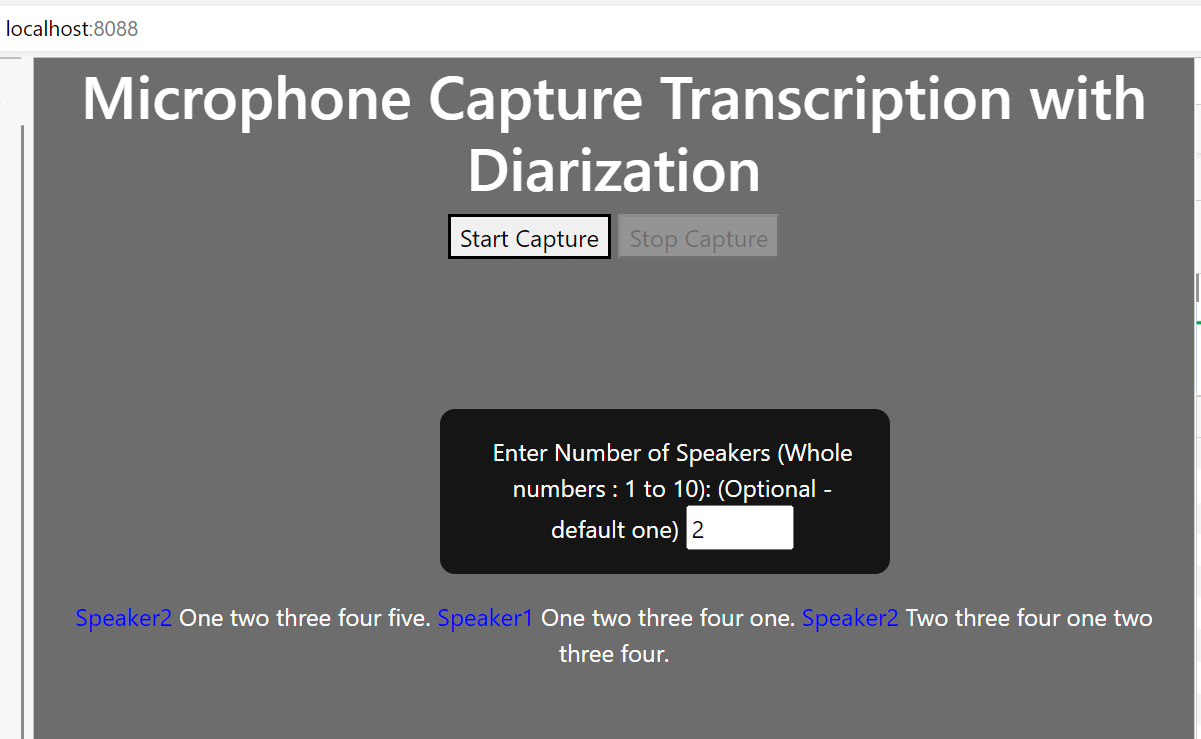 localhost:8088
Microphone Capture Transcription with
Diarization
Start Capture Stop Capture
Enter Number of Speakers (Whole
numbers : 1 to 10): (Optional -
default one) 2
Speaker2 One two three four five. Speaker1 One two three four one. Speaker2 Two three four one two
three four.